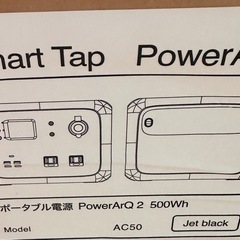 mart Tap PowerA
ポータブル電源 PowerArQ 2 500Wh
Model AC50 Jet black